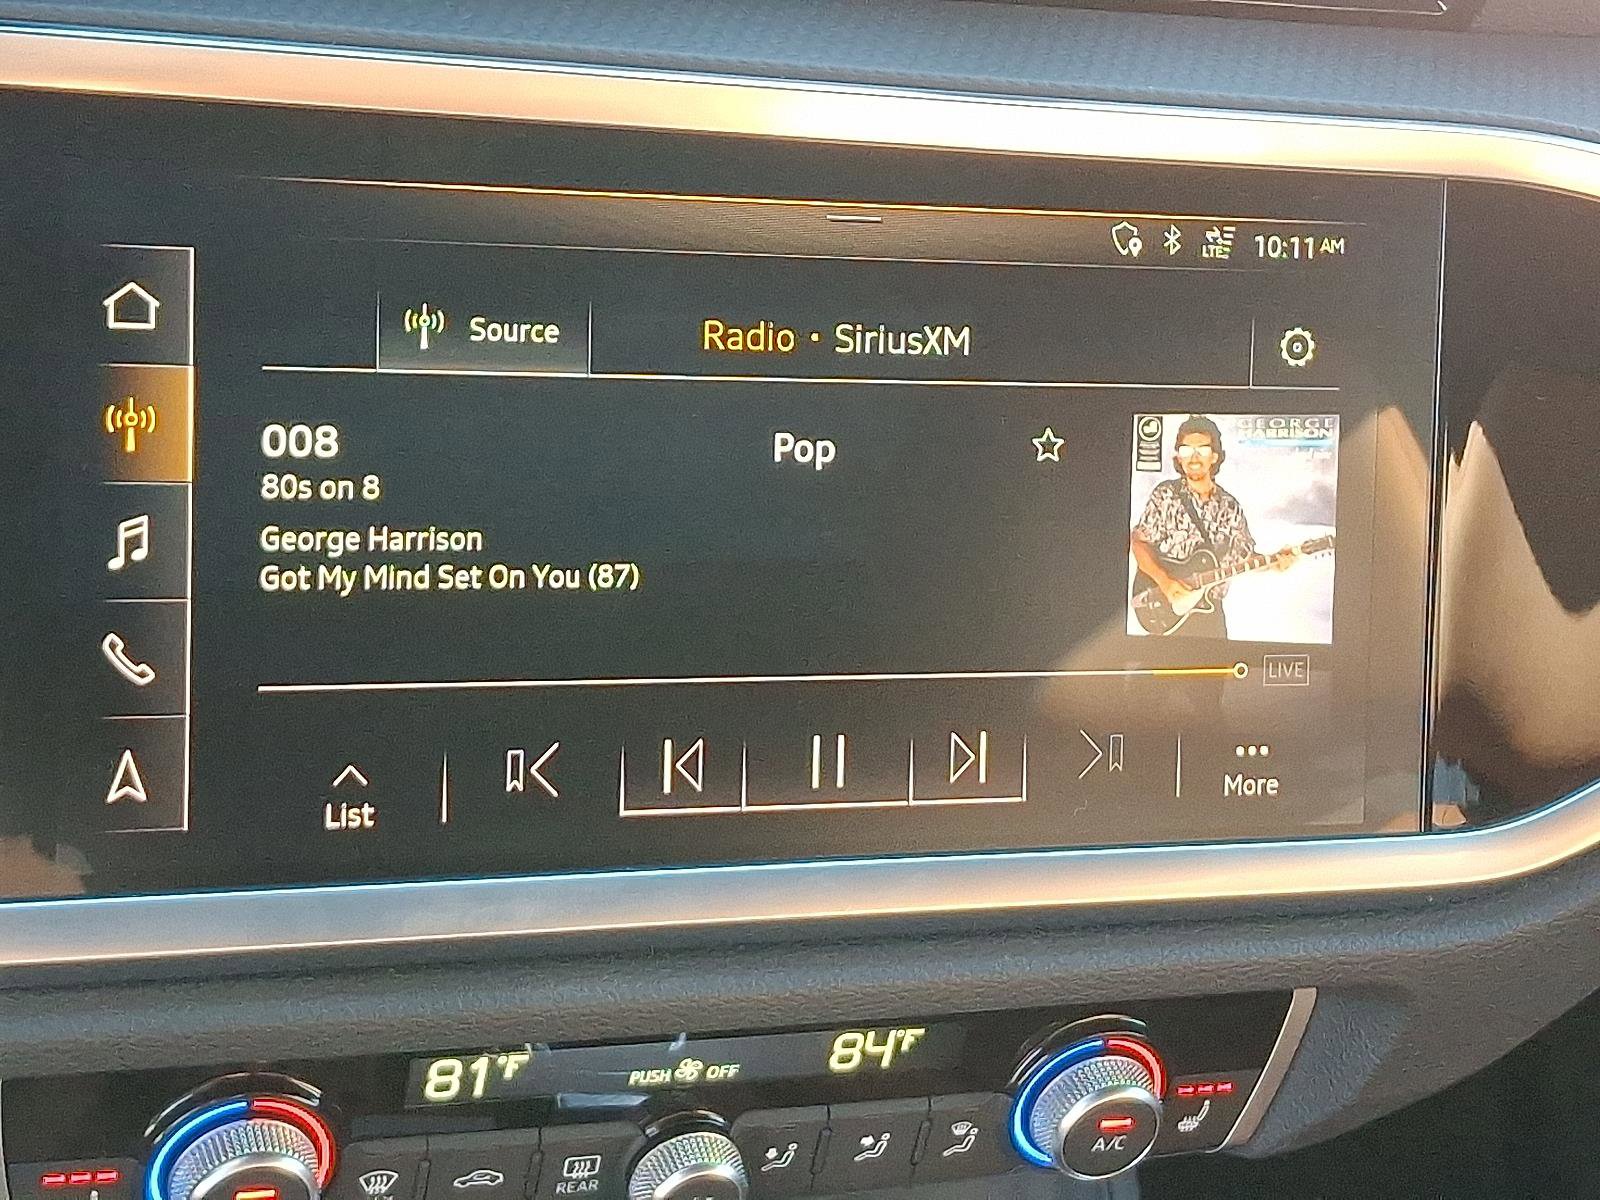 LTE
10:11 AM
Source
Radio · SiriusXM
008
Pop
80s on 8
George Harrison
Got My Mind Set On You (87)
GEORGE
HARRISON
LIVE
List
More
81°F
PUSH OFF
84°F
A/C
REAR